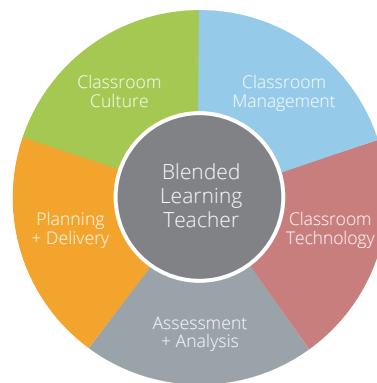 Classroom
Culture
Classroom
Management
Blended
Learning
Teacher
Planning
+ Delivery
Classroom
Technology
Assessment
+ Analysis